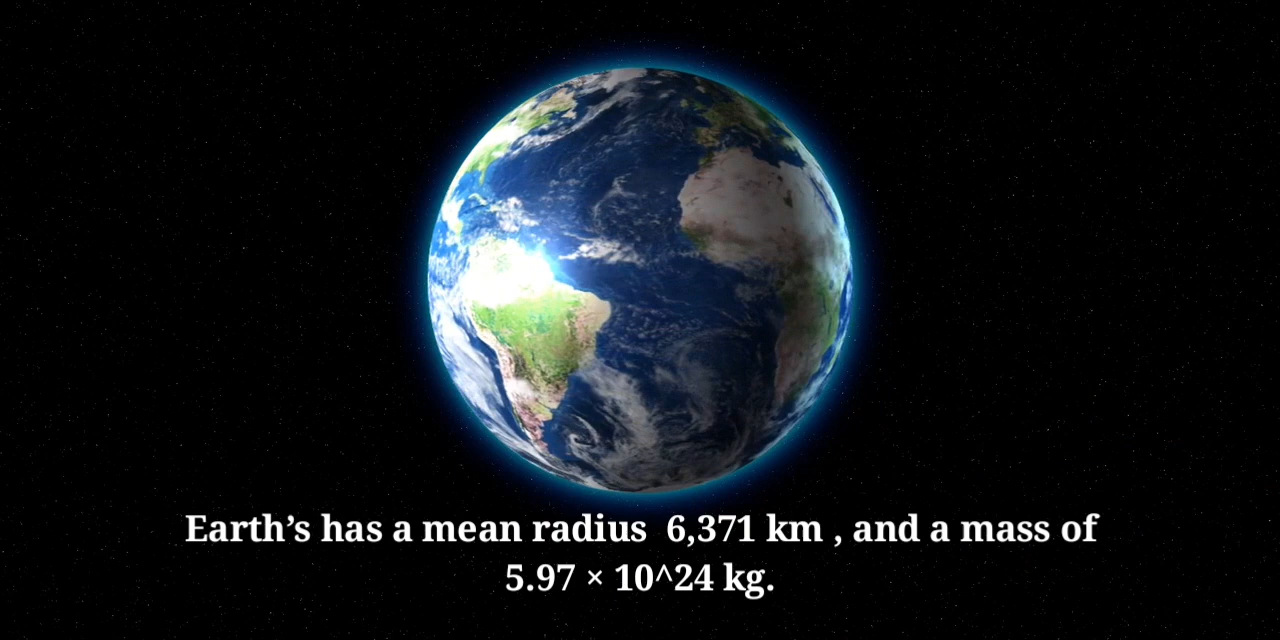 Earth’s has a mean radius  6,371 km , and a mass of
5.97 × 10^24 kg.